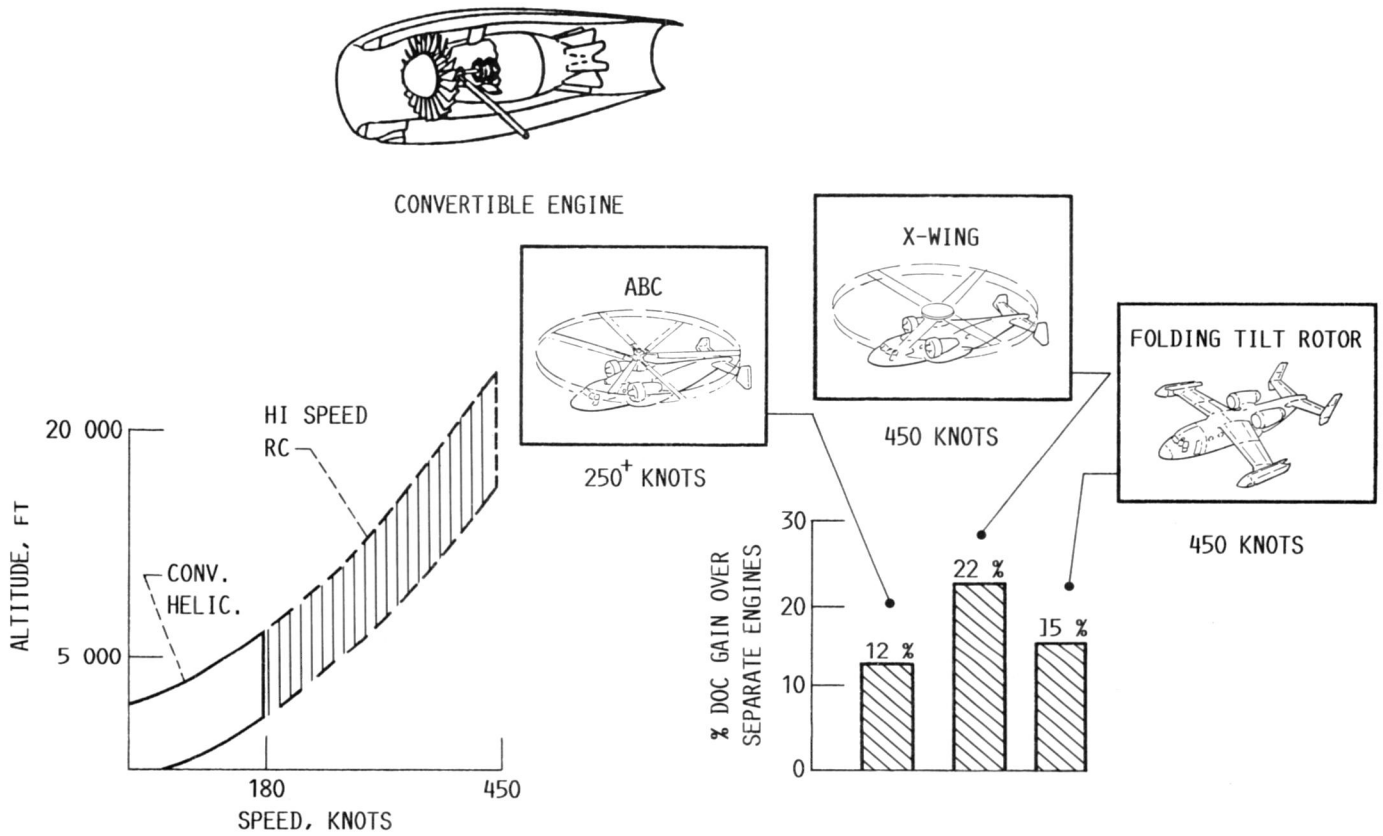 CONVERTIBLE ENGINE
ABC
250+ KNOTS
X-WING
450 KNOTS
FOLDING TILT ROTOR
450 KNOTS
ALTITUDE, FT
20 000
5 000
HI SPEED
RC
CONV.
HELIC.
180
450
SPEED, KNOTS
% DOC GAIN OVER
SEPARATE ENGINES
30
20
10
0
12 %
22 %
15 %